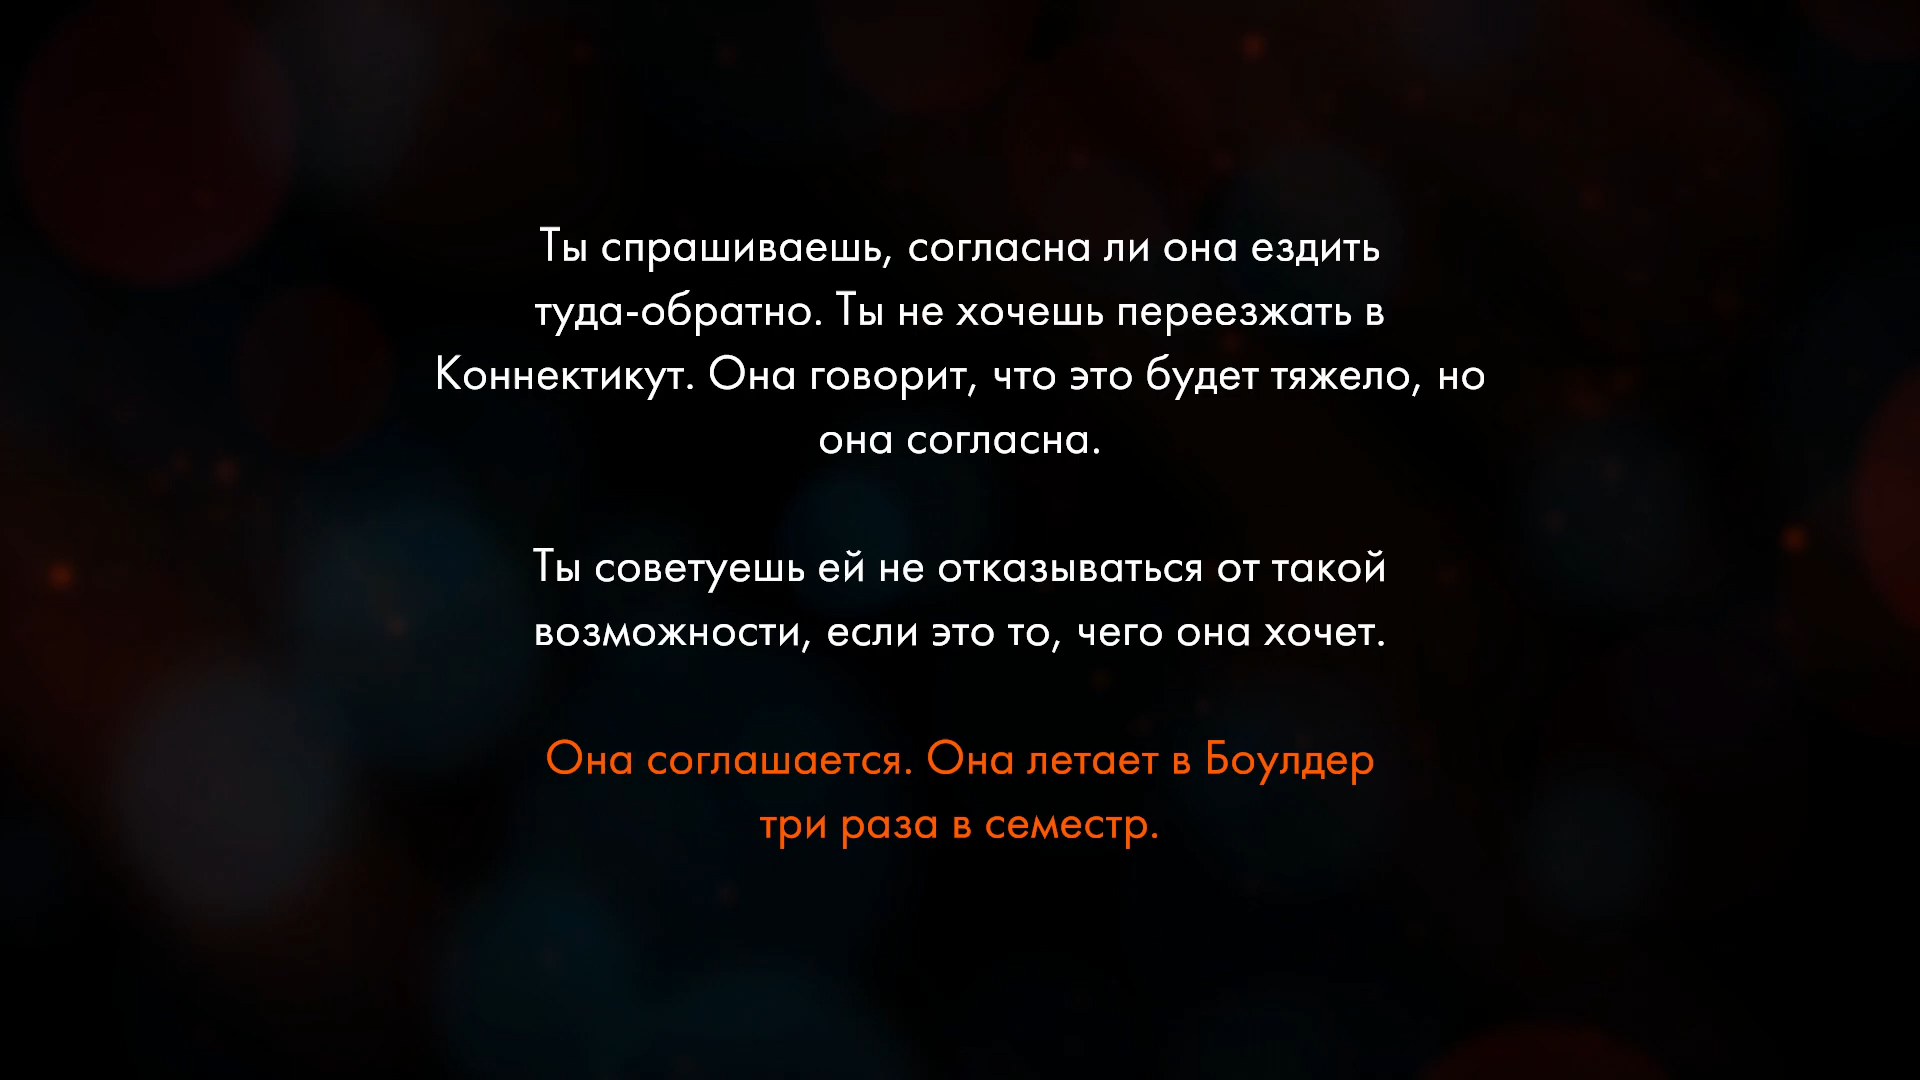 Ты спрашиваешь, согласна ли она ездить
туда-обратно. Ты не хочешь переезжать в
Коннектикут. Она говорит, что это будет тяжело, но
она согласна.
Ты советуешь ей не отказываться от такой
возможности, если это то, чего она хочет.
Она соглашается. Она летает в Боулдер
три раза в семестр.